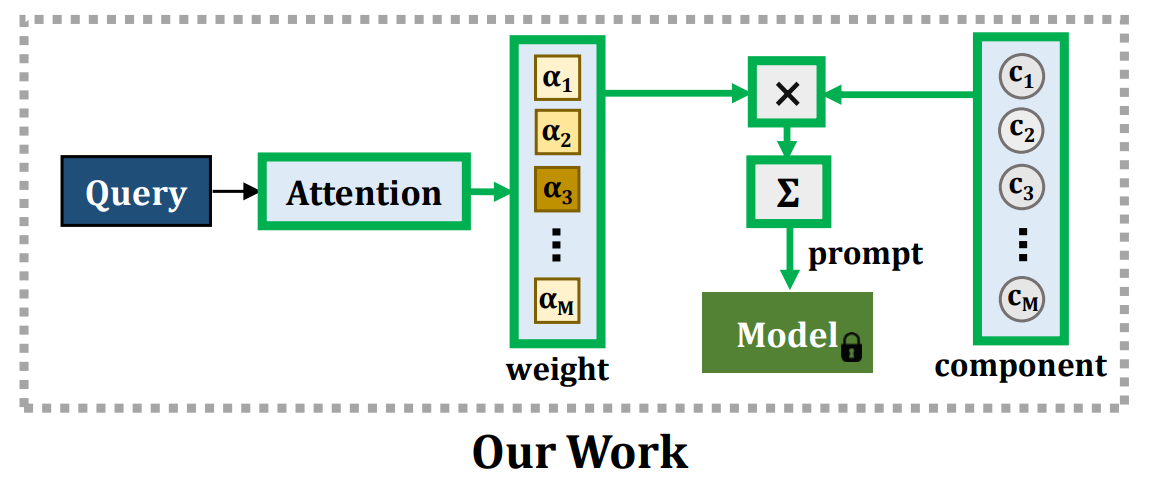 Query
Attention
α1
α2
α3
⋮
αM
weight
×
Σ
prompt
Model
c1
c2
c3
⋮
cM
component
Our Work